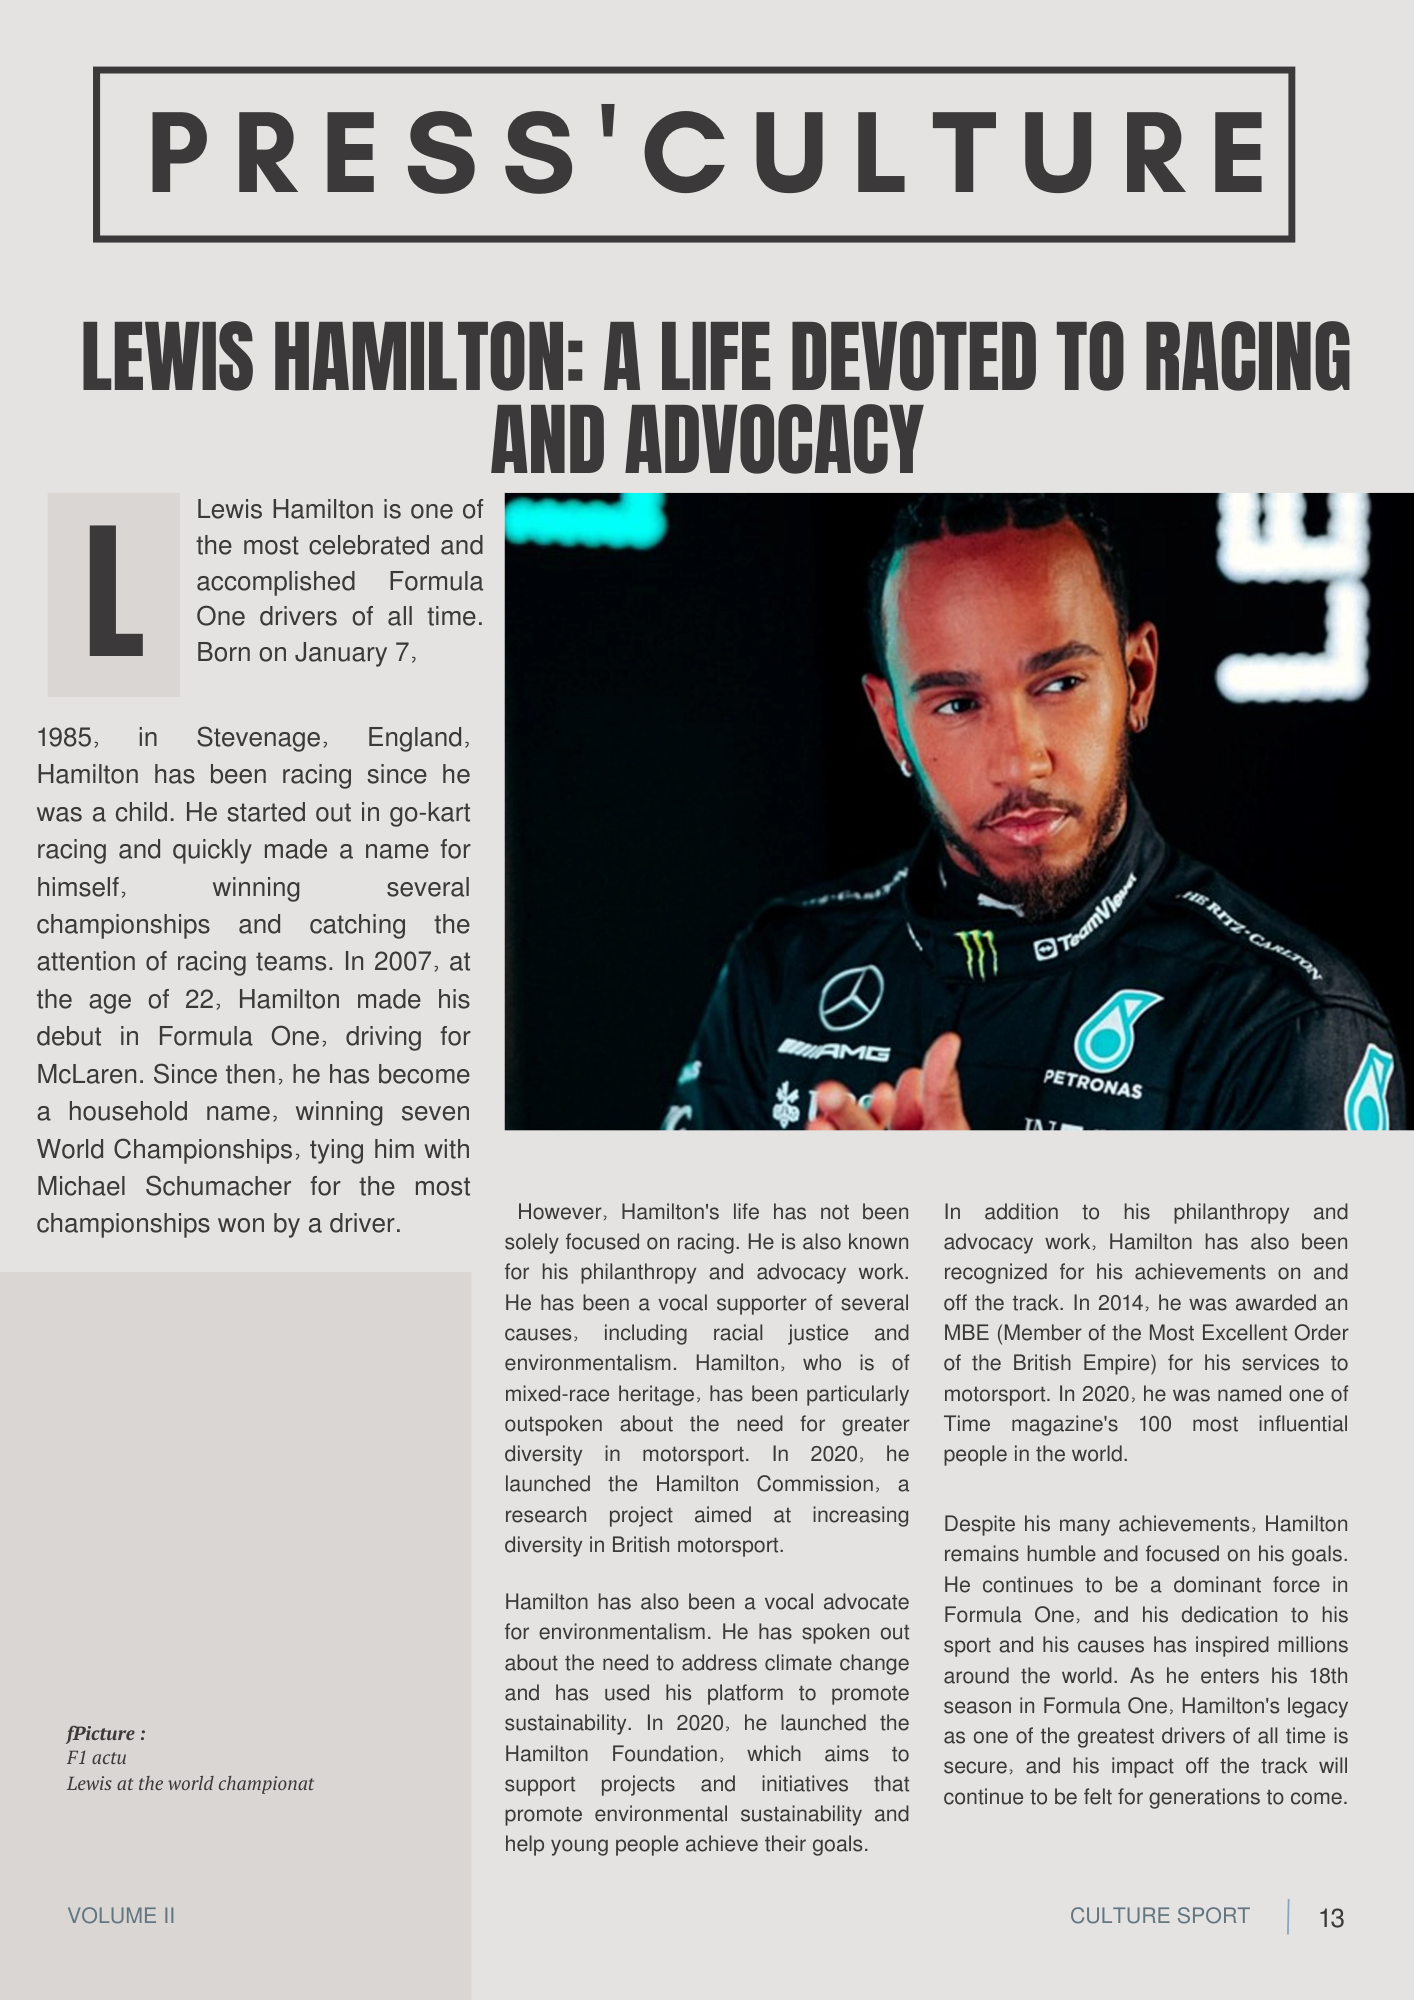 PRESS'CULTURE
LEWIS HAMILTON: A LIFE DEVOTED TO RACING
AND ADVOCACY
L
Lewis Hamilton is one of
the most celebrated and
accomplished Formula
One drivers of all time.
Born on January 7,
1985, in Stevenage, England,
Hamilton has been racing since he
was a child. He started out in go-kart
racing and quickly made a name for
himself, winning several
championships and catching the
attention of racing teams. In 2007, at
the age of 22, Hamilton made his
debut in Formula One, driving for
McLaren. Since then, he has become
a household name, winning seven
World Championships, tying him with
Michael Schumacher for the most
championships won by a driver.
LE
TeamViewer
THE RITZ-CARLTON
AMG
PETRONAS
However, Hamilton's life has not been
solely focused on racing. He is also known
for his philanthropy and advocacy work.
He has been a vocal supporter of several
causes, including racial justice and
environmentalism. Hamilton, who is of
mixed-race heritage, has been particularly
outspoken about the need for greater
diversity in motorsport. In 2020, he
launched the Hamilton Commission, a
research project aimed at increasing
diversity in British motorsport.
Hamilton has also been a vocal advocate
for environmentalism. He has spoken out
about the need to address climate change
and has used his platform to promote
sustainability. In 2020, he launched the
Hamilton Foundation, which aims to
support projects and initiatives that
promote environmental sustainability and
help young people achieve their goals.
In addition to his philanthropy and
advocacy work, Hamilton has also been
recognized for his achievements on and
off the track. In 2014, he was awarded an
MBE (Member of the Most Excellent Order
of the British Empire) for his services to
motorsport. In 2020, he was named one of
Time magazine's 100 most influential
people in the world.
Despite his many achievements, Hamilton
remains humble and focused on his goals.
He continues to be a dominant force in
Formula One, and his dedication to his
sport and his causes has inspired millions
around the world. As he enters his 18th
season in Formula One, Hamilton's legacy
as one of the greatest drivers of all time is
secure, and his impact off the track will
continue to be felt for generations to come.
fPicture :
F1 actu
Lewis at the world championat
VOLUME II
CULTURE SPORT
13